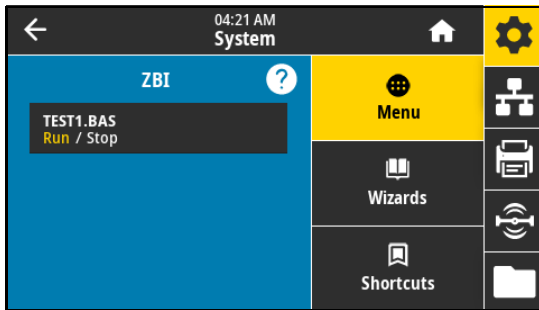 04:21 AM
System
ZBI
?
TEST1.BAS
Run / Stop
Menu
Wizards
Shortcuts